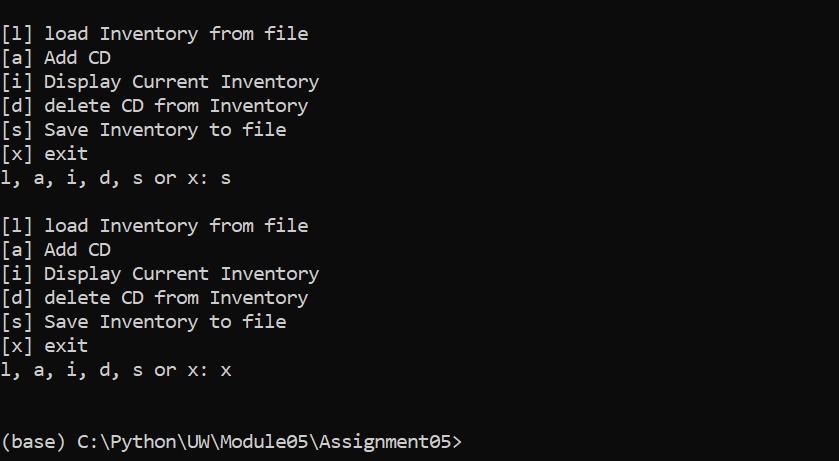 [l] load Inventory from file
[a] Add CD
[i] Display Current Inventory
[d] delete CD from Inventory
[s] Save Inventory to file
[x] exit
l, a, i, d, s or x: s
[l] load Inventory from file
[a] Add CD
[i] Display Current Inventory
[d] delete CD from Inventory
[s] Save Inventory to file
[x] exit
l, a, i, d, s or x: x
(base) C:\Python\UW\Module05\Assignment05>